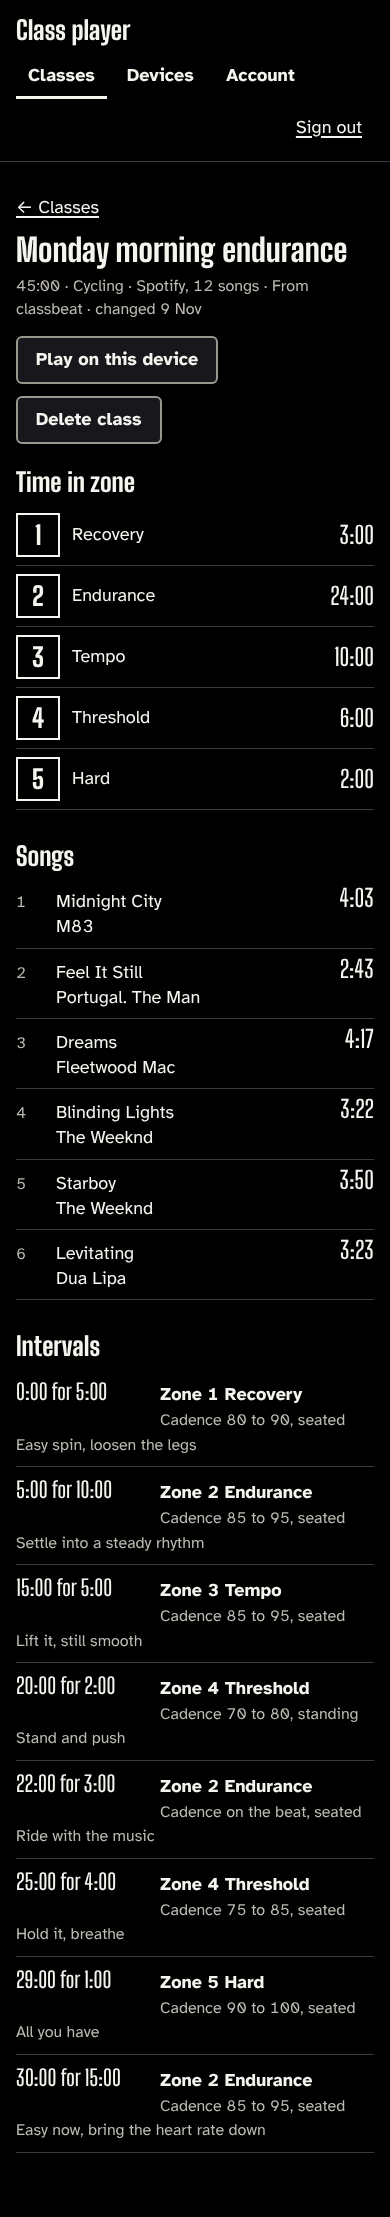 Class player
Classes Devices Account
Sign out
← Classes
Monday morning endurance
45:00 · Cycling · Spotify, 12 songs · From
classbeat · changed 9 Nov
Play on this device
Delete class
Time in zone
1 Recovery 3:00
2 Endurance 24:00
3 Tempo 10:00
4 Threshold 6:00
5 Hard 2:00
Songs
1 Midnight City 4:03
M83
2 Feel It Still 2:43
Portugal. The Man
3 Dreams 4:17
Fleetwood Mac
4 Blinding Lights 3:22
The Weeknd
5 Starboy 3:50
The Weeknd
6 Levitating 3:23
Dua Lipa
Intervals
0:00 for 5:00 Zone 1 Recovery
Cadence 80 to 90, seated
Easy spin, loosen the legs
5:00 for 10:00 Zone 2 Endurance
Cadence 85 to 95, seated
Settle into a steady rhythm
15:00 for 5:00 Zone 3 Tempo
Cadence 85 to 95, seated
Lift it, still smooth
20:00 for 2:00 Zone 4 Threshold
Cadence 70 to 80, standing
Stand and push
22:00 for 3:00 Zone 2 Endurance
Cadence on the beat, seated
Ride with the music
25:00 for 4:00 Zone 4 Threshold
Cadence 75 to 85, seated
Hold it, breathe
29:00 for 1:00 Zone 5 Hard
Cadence 90 to 100, seated
All you have
30:00 for 15:00 Zone 2 Endurance
Cadence 85 to 95, seated
Easy now, bring the heart rate down